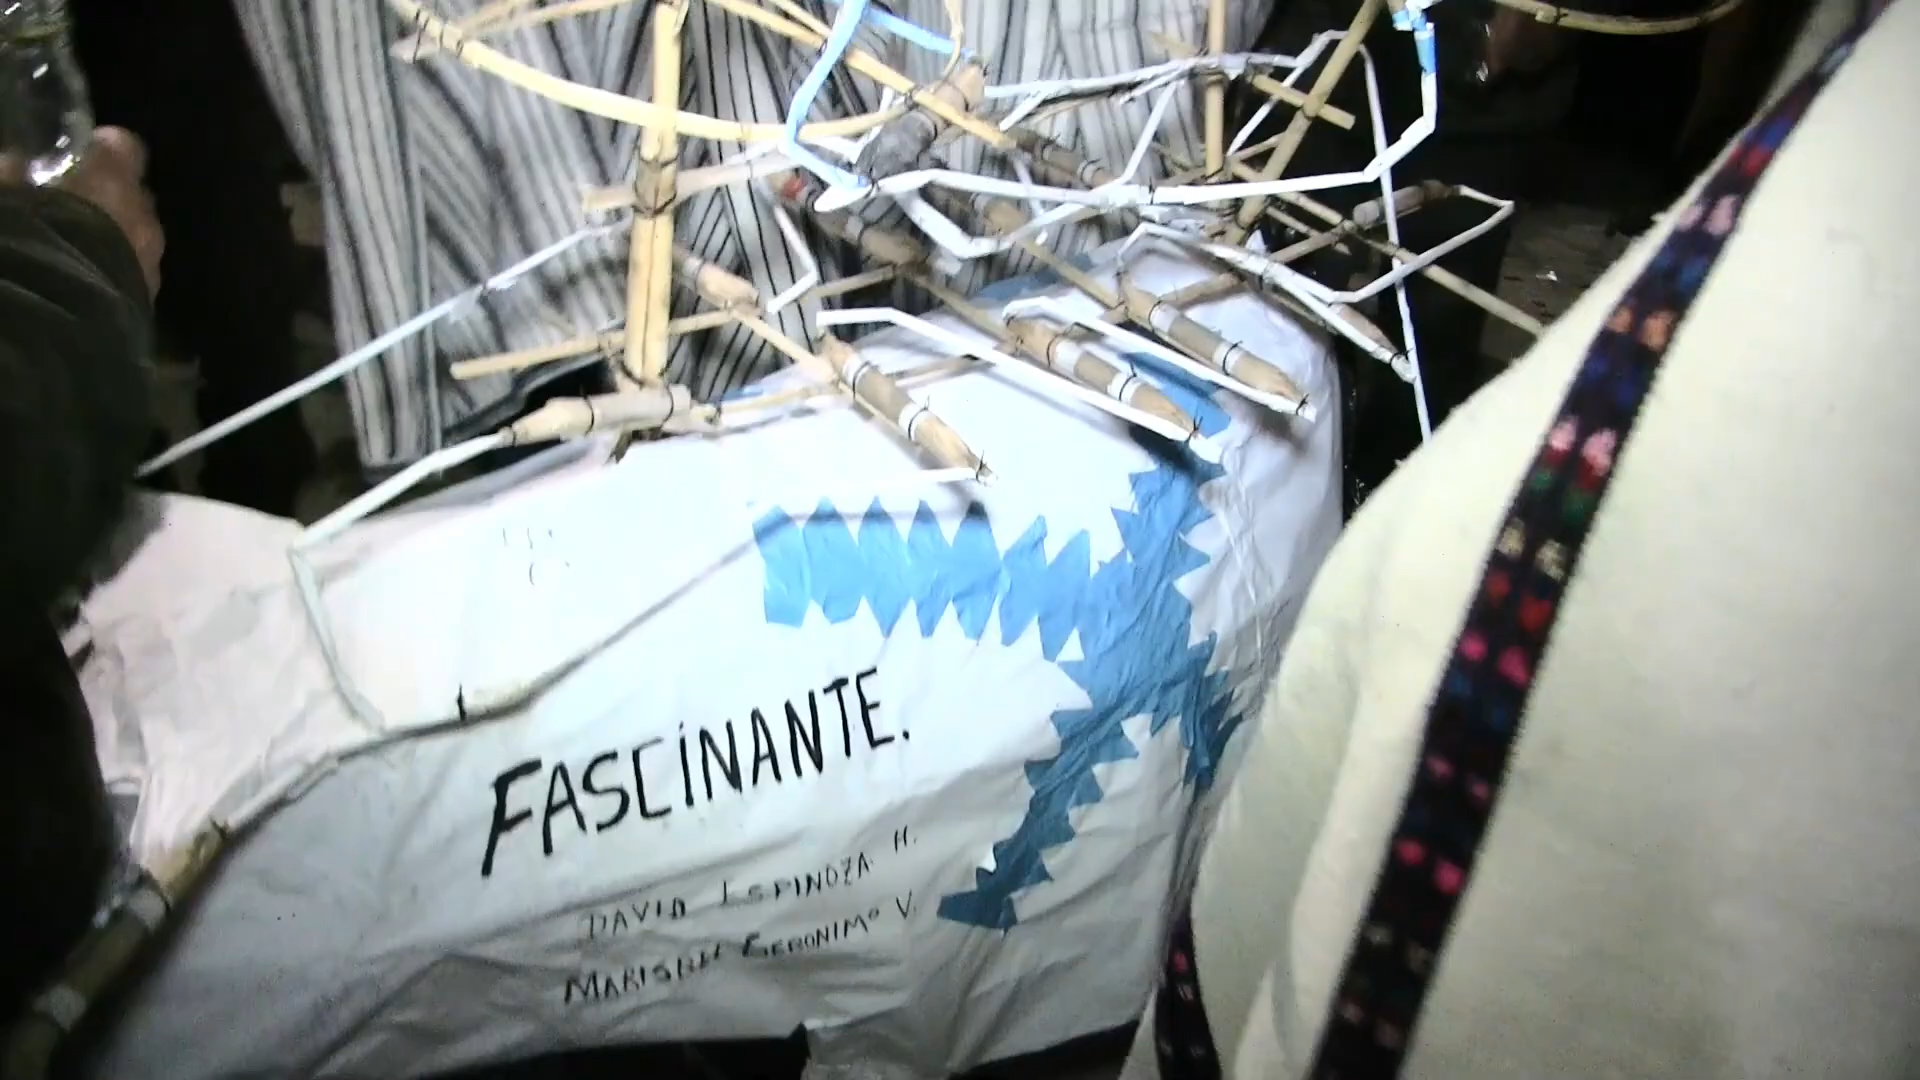 FASCINANTE.
DAVID ESPINOZA. H.
GERONIMO V.